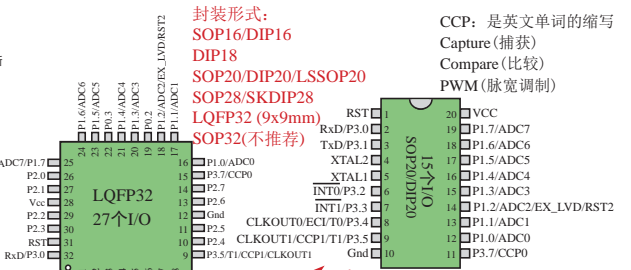 封装形式：
SOP16/DIP16
DIP18
SOP20/DIP20/LSSOP20
SOP28/SKDIP28
LQFP32 (9x9mm)
SOP32(不推荐)
CCP：是英文单词的缩写
Capture(捕获)
Compare(比较)
PWM(脉宽调制)
P1.6/ADC6
P1.5/ADC5
P0.3
P1.4/ADC4
P1.3/ADC3
P0.2
P1.2/ADC2/EX_LVD/RST2
P1.1/ADC1
24 23 22 21 20 19 18 17
ADC7/P1.7 25
P2.0 26
P2.1 27
Vcc 28
P2.2 29
P2.3 30
RST 31
RxD/P3.0 32
LQFP32
27个I/O
16 P1.0/ADC0
15 P3.7/CCP0
14 P2.7
13 P2.6
12 Gnd
11 P2.5
10 P2.4
9 P3.5/T1/CCP1/CLKOUT1
RST 1
RxD/P3.0 2
TxD/P3.1 3
XTAL2 4
XTAL1 5
INT0/P3.2 6
INT1/P3.3 7
CLKOUT0/ECI/T0/P3.4 8
CLKOUT1/CCP1/T1/P3.5 9
Gnd 10
15个I/O
SOP20/DIP20
20 VCC
19 P1.7/ADC7
18 P1.6/ADC6
17 P1.5/ADC5
16 P1.4/ADC4
15 P1.3/ADC3
14 P1.2/ADC2/EX_LVD/RST2
13 P1.1/ADC1
12 P1.0/ADC0
11 P3.7/CCP0